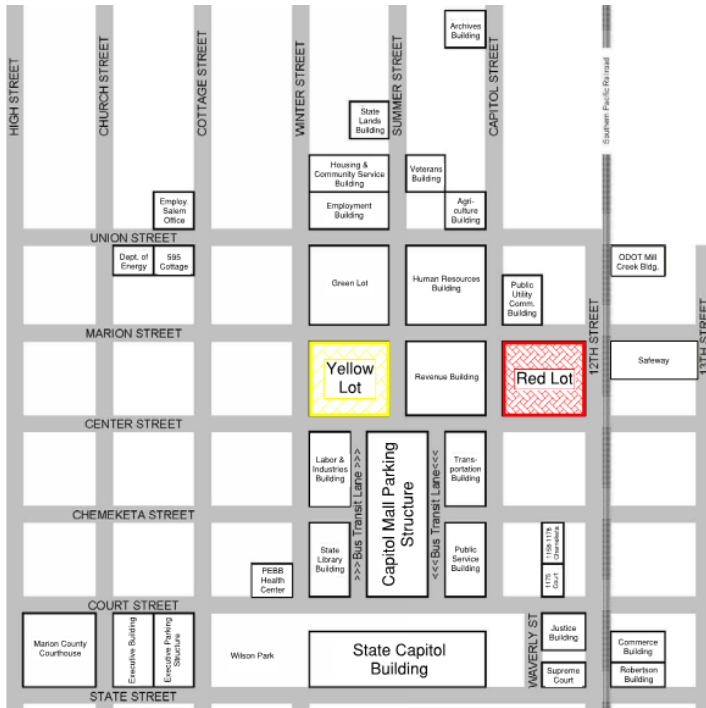 HIGH STREET
CHURCH STREET
COTTAGE STREET
WINTER STREET
SUMMER STREET
CAPITOL STREET
Southern Pacific Railroad
Archives
Building
State
Lands
Building
Housing &
Community Service
Building
Veterans
Building
Employ.
Salem
Office
Employment
Building
Agri-
culture
Building
UNION STREET
Dept. of
Energy
595
Cottage
Green Lot
Human Resources
Building
Public
Utility
Comm.
Building
ODOT Mill
Creek Bldg.
MARION STREET
12TH STREET
13TH STREET
Yellow
Lot
Revenue Building
Red Lot
Safeway
CENTER STREET
Labor &
Industries
Building
>>>Bus Transit Lane >>>
Capitol Mall Parking
Structure
<<<Bus Transit Lane<<<
Trans-
portation
Building
CHEMEKETA STREET
State
Library
Building
Public
Service
Building
1158-1178
Chemeketa
1175
Court
PEBB
Health
Center
COURT STREET
Marion County
Courthouse
Executive Building
Executive Parking
Structure
Wilson Park
State Capitol
Building
WAVERLY ST
Justice
Building
Supreme
Court
Commerce
Building
Robertson
Building
STATE STREET